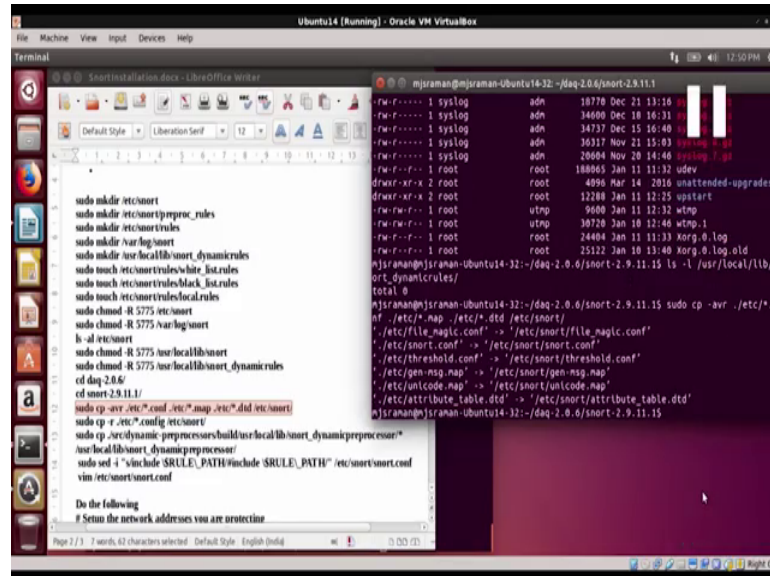 Ubuntu14 [Running] - Oracle VM VirtualBox
File Machine View Input Devices Help
Terminal
12:50 PM
SnortInstallation.docx - LibreOffice Writer
Default Style
Liberation Serif
12
sudo mkdir /etc/snort
sudo mkdir /etc/snort/preproc_rules
sudo mkdir /etc/snort/rules
sudo mkdir /var/log/snort
sudo mkdir /usr/local/lib/snort_dynamicrules
sudo touch /etc/snort/rules/white_list.rules
sudo touch /etc/snort/rules/black_list.rules
sudo touch /etc/snort/rules/local.rules
sudo chmod -R 5775 /etc/snort
sudo chmod -R 5775 /var/log/snort
ls -al /etc/snort
sudo chmod -R 5775 /usr/local/lib/snort
sudo chmod -R 5775 /usr/local/lib/snort_dynamicrules
cd daq-2.0.6/
cd snort-2.9.11.1/
sudo cp -avr ./etc/*.conf ./etc/*.map ./etc/*.dtd /etc/snort/
sudo cp -r ./etc/*.config /etc/snort/
sudo cp ./src/dynamic-preprocessors/build/usr/local/lib/snort_dynamicpreprocessor/*
/usr/local/lib/snort_dynamicpreprocessor/
sudo sed -i "s/include \$RULE\_PATH/#include \$RULE\_PATH/" /etc/snort/snort.conf
vim /etc/snort/snort.conf
Do the following
# Setup the network addresses you are protecting
Page 2 / 3 7 words, 62 characters selected Default Style English (India)
mjsraman@mjsraman-Ubuntu14-32: ~/daq-2.0.6/snort-2.9.11.1
-rw-r----- 1 syslog adm 18770 Dec 21 13:16
-rw-r----- 1 syslog adm 34600 Dec 18 16:31
-rw-r----- 1 syslog adm 34737 Dec 15 16:40
-rw-r----- 1 syslog adm 36317 Nov 21 15:03
-rw-r----- 1 syslog adm 20604 Nov 20 14:46 syslog.7.gz
-rw-r--r-- 1 root root 188065 Jan 11 11:32 udev
drwxr-xr-x 2 root root 4096 Mar 14 2016 unattended-upgrades
drwxr-xr-x 2 root root 12288 Jan 11 12:25 upstart
-rw-rw-r-- 1 root utmp 9600 Jan 11 12:32 wtmp
-rw-rw-r-- 1 root utmp 30720 Jan 10 12:46 wtmp.1
-rw-r--r-- 1 root root 24404 Jan 11 11:33 Xorg.0.log
-rw-r--r-- 1 root root 25122 Jan 10 13:40 Xorg.0.log.old
mjsraman@mjsraman-Ubuntu14-32:~/daq-2.0.6/snort-2.9.11.1$ ls -l /usr/local/lib/
ort_dynamicrules/
total 0
mjsraman@mjsraman-Ubuntu14-32:~/daq-2.0.6/snort-2.9.11.1$ sudo cp -avr ./etc/*.
nf ./etc/*.map ./etc/*.dtd /etc/snort/
'./etc/file_magic.conf' -> '/etc/snort/file_magic.conf'
'./etc/snort.conf' -> '/etc/snort/snort.conf'
'./etc/threshold.conf' -> '/etc/snort/threshold.conf'
'./etc/gen-msg.map' -> '/etc/snort/gen-msg.map'
'./etc/unicode.map' -> '/etc/snort/unicode.map'
'./etc/attribute_table.dtd' -> '/etc/snort/attribute_table.dtd'
mjsraman@mjsraman-Ubuntu14-32:~/daq-2.0.6/snort-2.9.11.1$